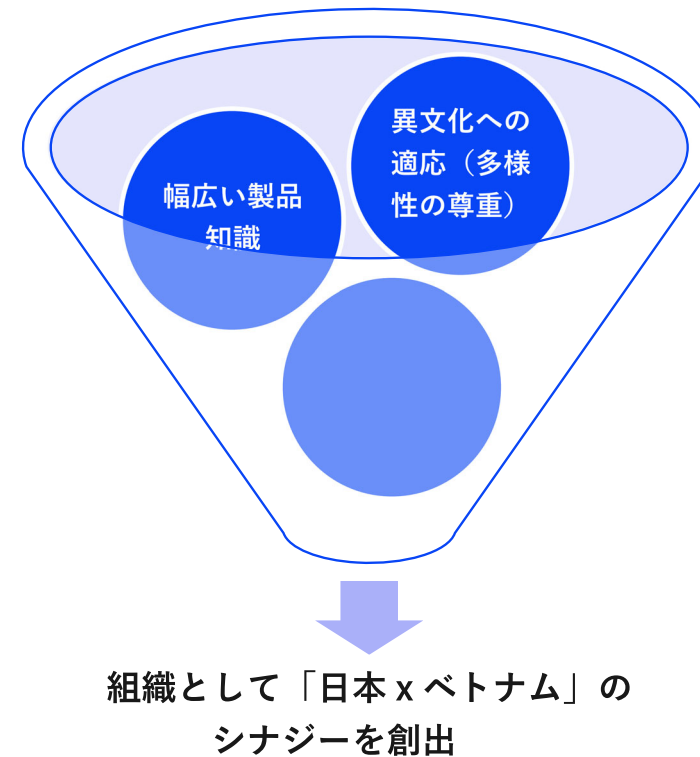 異文化への
適応（多様
性の尊重）
幅広い製品
知識
組織として「日本 x ベトナム」の
シナジーを創出